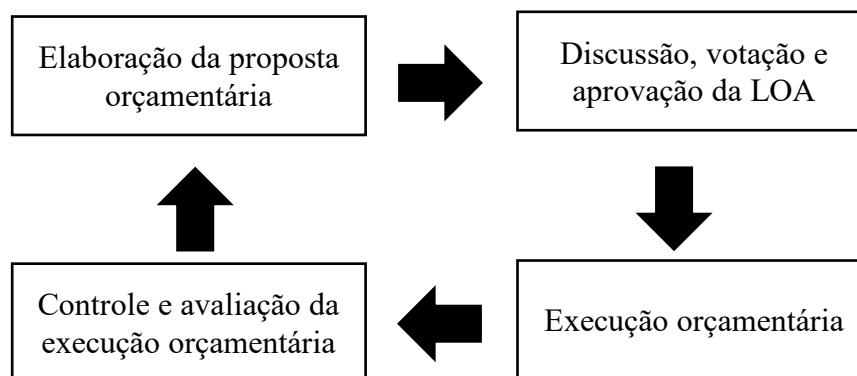 Elaboração da proposta
orçamentária
Discussão, votação e
aprovação da LOA
Execução orçamentária
Controle e avaliação da
execução orçamentária